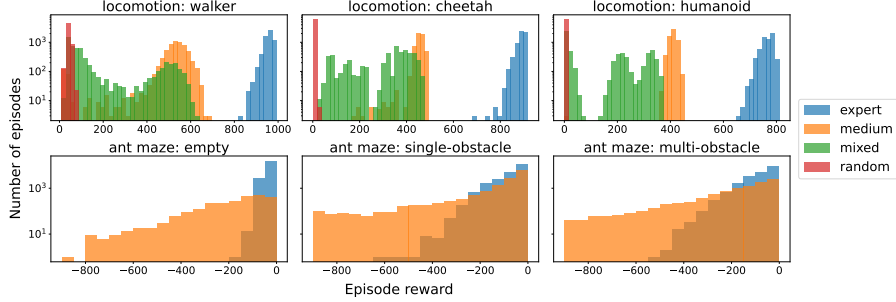 locomotion: walker
locomotion: cheetah
locomotion: humanoid
10³
10²
10¹
0 200 400 600 800 1000
0 200 400 600 800
0 200 400 600 800
Number of episodes
expert
medium
mixed
random
ant maze: empty
ant maze: single-obstacle
ant maze: multi-obstacle
10³
10¹
−800 −600 −400 −200 0
−800 −600 −400 −200 0
−800 −600 −400 −200 0
Episode reward